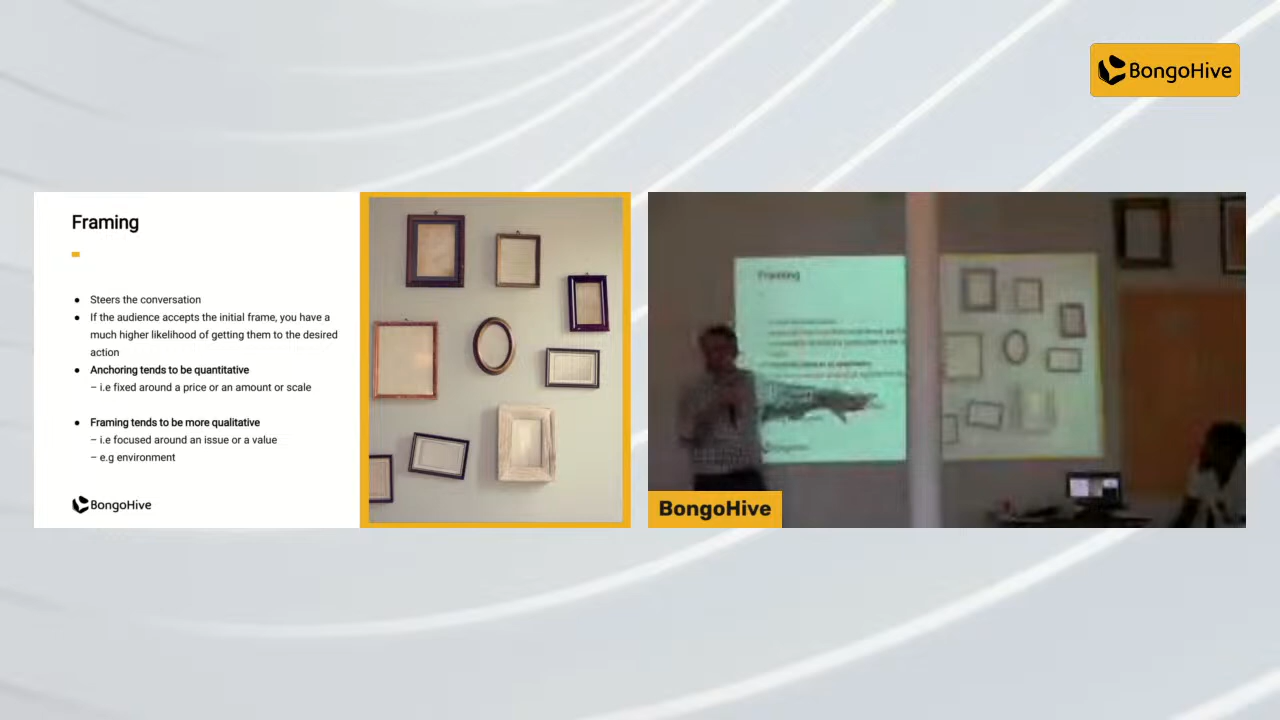 BongoHive
Framing
● Steers the conversation
● If the audience accepts the initial frame, you have a
much higher likelihood of getting them to the desired
action
● Anchoring tends to be quantitative
– i.e fixed around a price or an amount or scale
● Framing tends to be more qualitative
– i.e focused around an issue or a value
– e.g environment
BongoHive
Framing
BongoHive